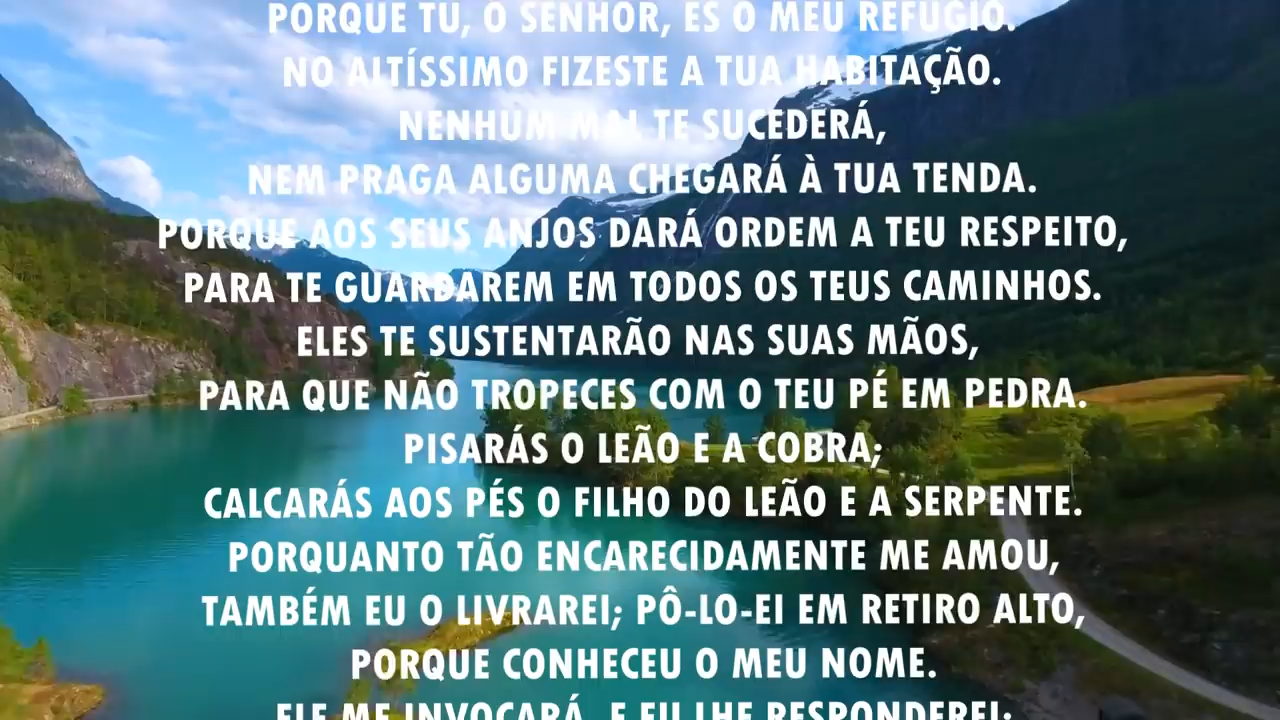 PORQUE TU, Ó SENHOR, ÉS O MEU REFÚGIO.
NO ALTÍSSIMO FIZESTE A TUA HABITAÇÃO.
NENHUM MAL TE SUCEDERÁ,
NEM PRAGA ALGUMA CHEGARÁ À TUA TENDA.
PORQUE AOS SEUS ANJOS DARÁ ORDEM A TEU RESPEITO,
PARA TE GUARDAREM EM TODOS OS TEUS CAMINHOS.
ELES TE SUSTENTARÃO NAS SUAS MÃOS,
PARA QUE NÃO TROPECES COM O TEU PÉ EM PEDRA.
PISARÁS O LEÃO E A COBRA;
CALCARÁS AOS PÉS O FILHO DO LEÃO E A SERPENTE.
PORQUANTO TÃO ENCARECIDAMENTE ME AMOU,
TAMBÉM EU O LIVRAREI; PÔ-LO-EI EM RETIRO ALTO,
PORQUE CONHECEU O MEU NOME.
ELE ME INVOCARÁ, E EU LHE RESPONDEREI;